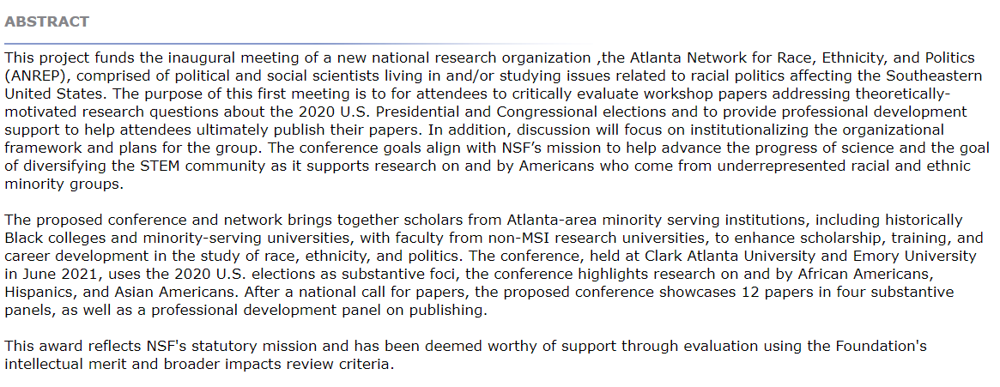 ABSTRACT
This project funds the inaugural meeting of a new national research organization ,the Atlanta Network for Race, Ethnicity, and Politics
(ANREP), comprised of political and social scientists living in and/or studying issues related to racial politics affecting the Southeastern
United States. The purpose of this first meeting is to for attendees to critically evaluate workshop papers addressing theoretically-
motivated research questions about the 2020 U.S. Presidential and Congressional elections and to provide professional development
support to help attendees ultimately publish their papers. In addition, discussion will focus on institutionalizing the organizational
framework and plans for the group. The conference goals align with NSF’s mission to help advance the progress of science and the goal
of diversifying the STEM community as it supports research on and by Americans who come from underrepresented racial and ethnic
minority groups.
The proposed conference and network brings together scholars from Atlanta-area minority serving institutions, including historically
Black colleges and minority-serving universities, with faculty from non-MSI research universities, to enhance scholarship, training, and
career development in the study of race, ethnicity, and politics. The conference, held at Clark Atlanta University and Emory University
in June 2021, uses the 2020 U.S. elections as substantive foci, the conference highlights research on and by African Americans,
Hispanics, and Asian Americans. After a national call for papers, the proposed conference showcases 12 papers in four substantive
panels, as well as a professional development panel on publishing.
This award reflects NSF's statutory mission and has been deemed worthy of support through evaluation using the Foundation's
intellectual merit and broader impacts review criteria.